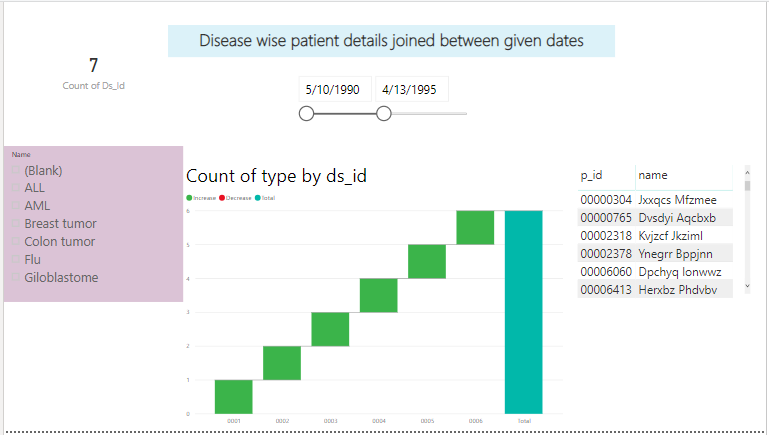 Disease wise patient details joined between given dates
7
Count of Ds_Id
5/10/1990 4/13/1995
Name
(Blank)
ALL
AML
Breast tumor
Colon tumor
Flu
Giloblastome
Count of type by ds_id
Increase Decrease Total
6
5
4
3
2
1
0
0001 0002 0003 0004 0005 0006 Total
p_id name
00000304 Jxxqcs Mfzmee
00000765 Dvsdyi Aqcbxb
00002318 Kvjzcf Jkziml
00002378 Ynegrr Bppjnn
00006060 Dpchyq Ionwwz
00006413 Herxbz Phdvbv